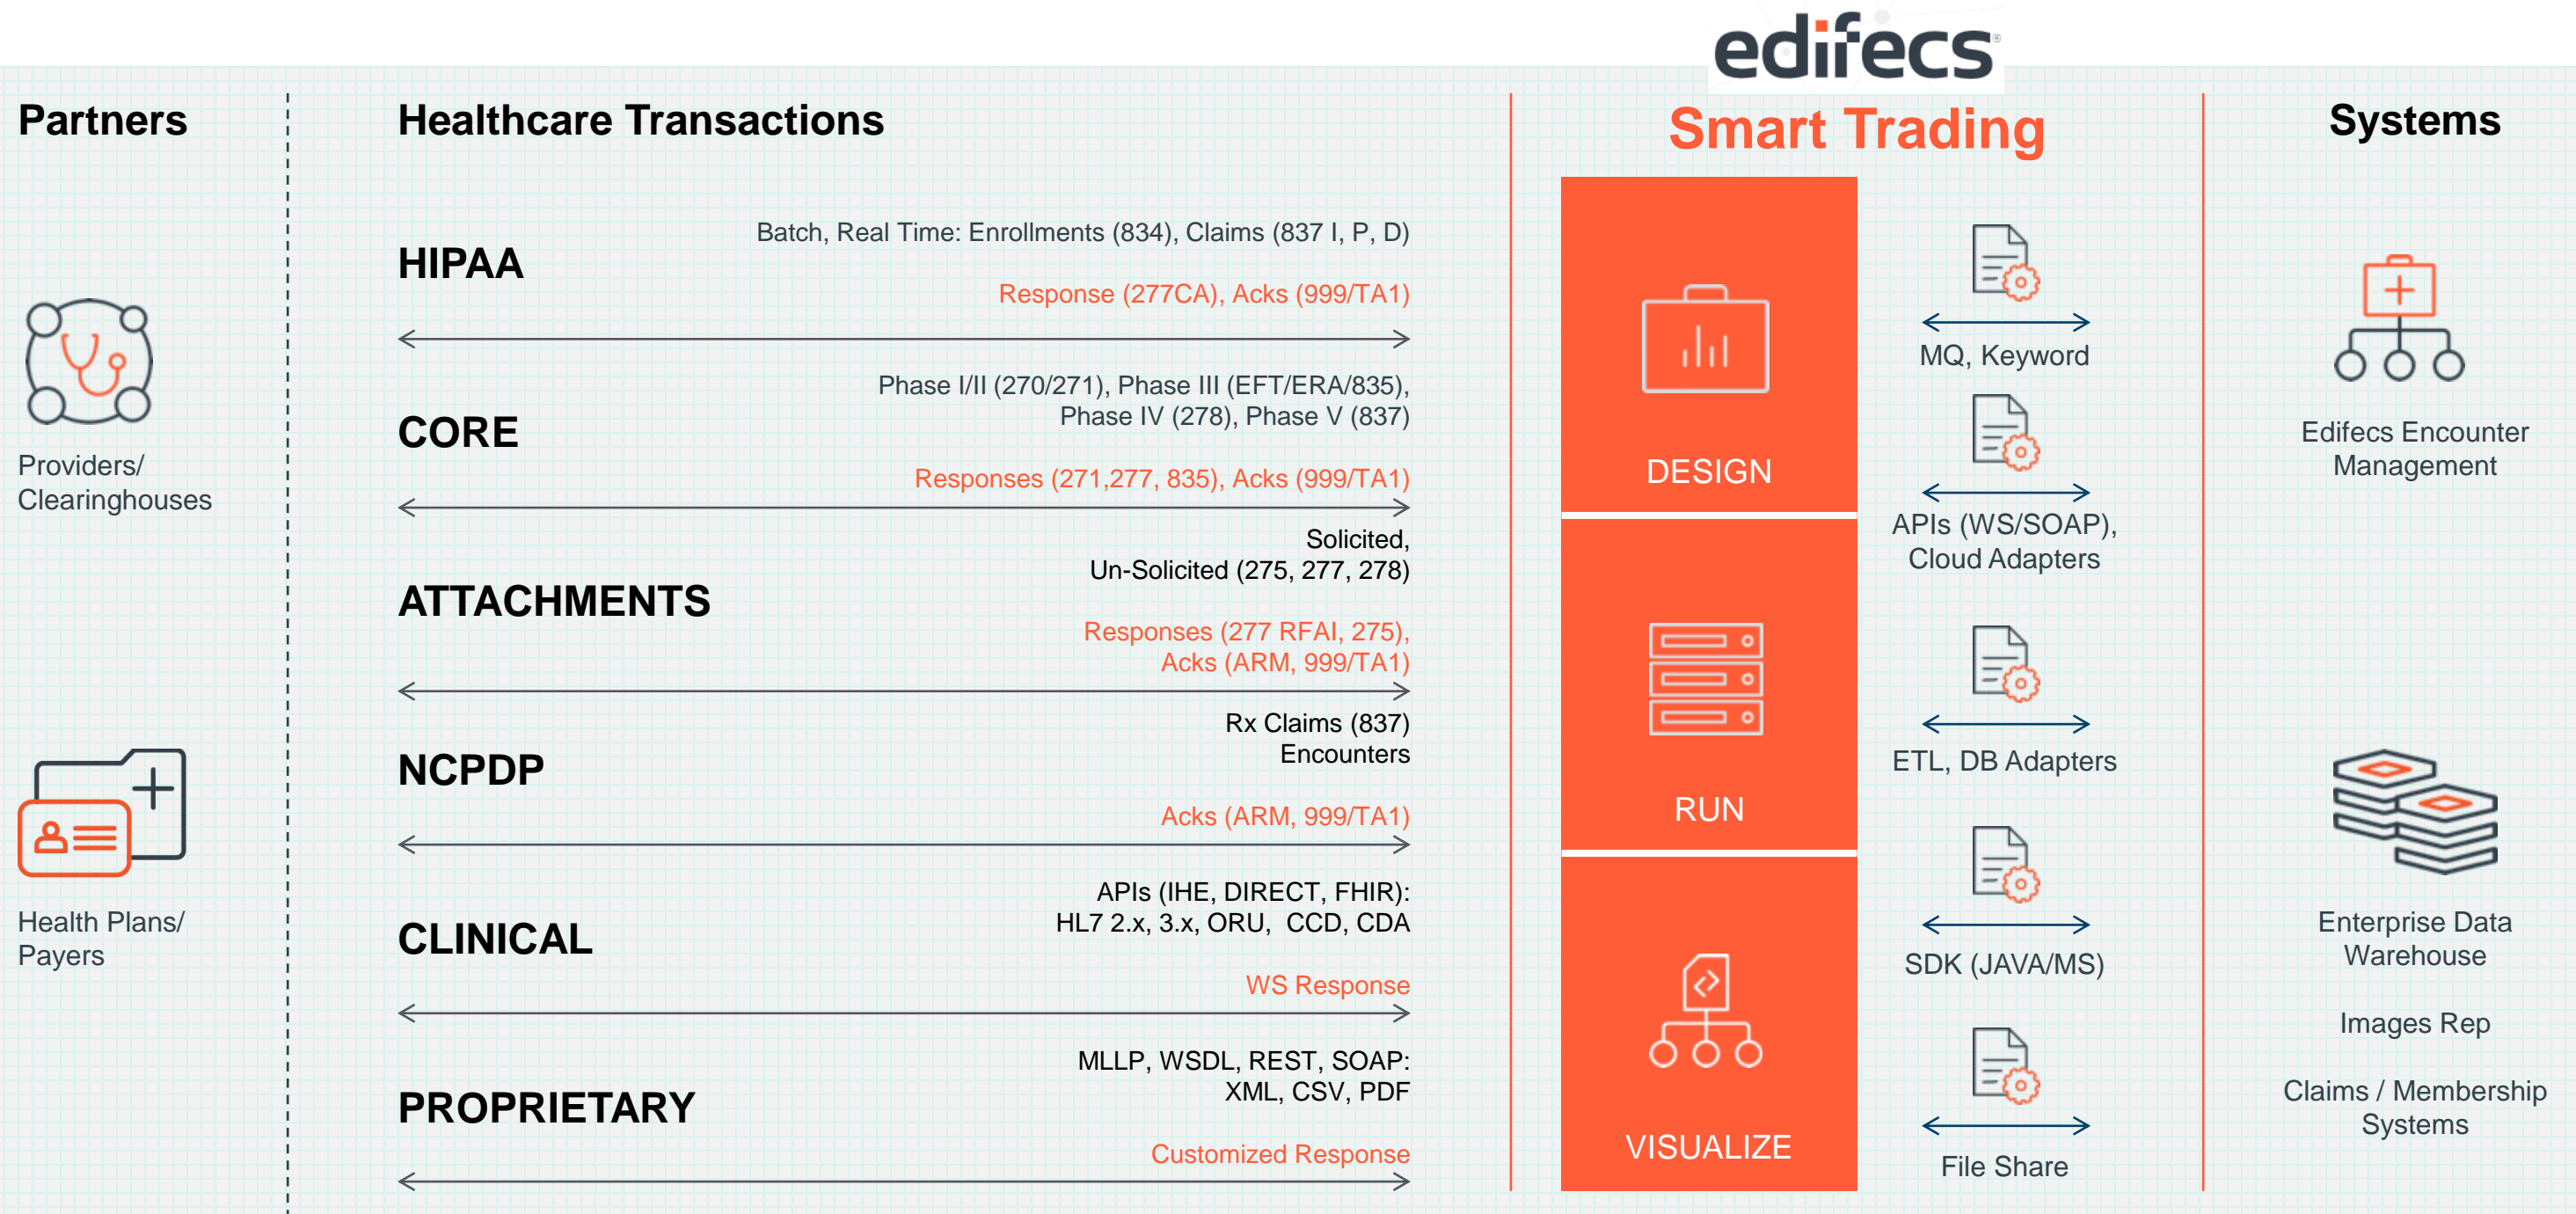 edifecs
Partners
Healthcare Transactions
Smart Trading
Systems
Providers/
Clearinghouses
Health Plans/
Payers
HIPAA
Batch, Real Time: Enrollments (834), Claims (837 I, P, D)
Response (277CA), Acks (999/TA1)
CORE
Phase I/II (270/271), Phase III (EFT/ERA/835),
Phase IV (278), Phase V (837)
Responses (271,277, 835), Acks (999/TA1)
ATTACHMENTS
Solicited,
Un-Solicited (275, 277, 278)
Responses (277 RFAI, 275),
Acks (ARM, 999/TA1)
NCPDP
Rx Claims (837)
Encounters
Acks (ARM, 999/TA1)
CLINICAL
APIs (IHE, DIRECT, FHIR):
HL7 2.x, 3.x, ORU, CCD, CDA
WS Response
PROPRIETARY
MLLP, WSDL, REST, SOAP:
XML, CSV, PDF
Customized Response
DESIGN
RUN
VISUALIZE
MQ, Keyword
APIs (WS/SOAP),
Cloud Adapters
ETL, DB Adapters
SDK (JAVA/MS)
File Share
Edifecs Encounter
Management
Enterprise Data
Warehouse
Images Rep
Claims / Membership
Systems